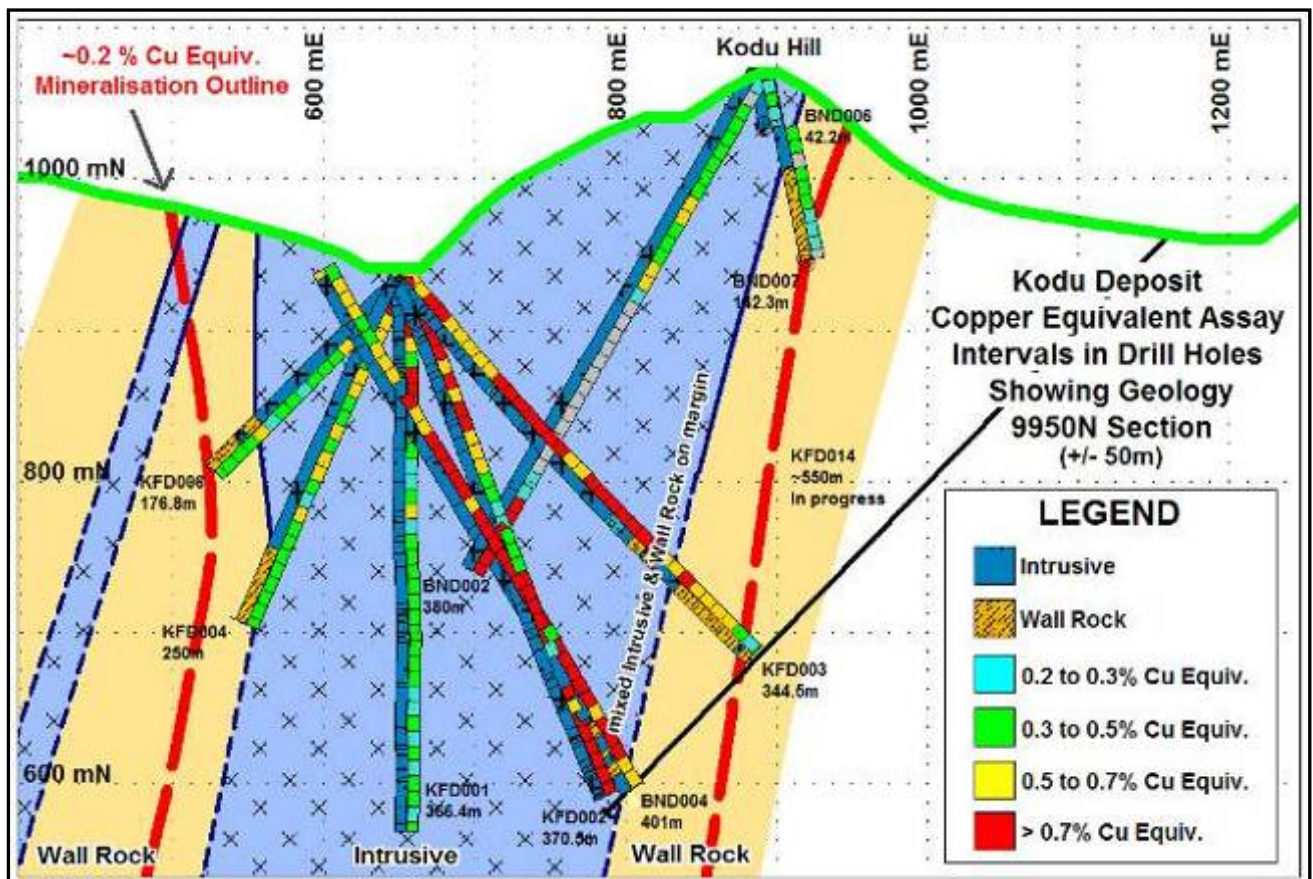 ~0.2 % Cu Equiv.
Mineralisation Outline
600 mE
800 mE
Kodu Hill
1000 mE
1200 mE
BND006
42.2m
1000 mN
BND007
142.3m
Kodu Deposit
Copper Equivalent Assay
Intervals in Drill Holes
Showing Geology
9950N Section
(+/- 50m)
800 mN
KFD006
176.8m
KFD014
~550m
In progress
mixed Intrusive & Wall Rock on margin
BND002
380m
KFD004
250m
KFD003
344.5m
600 mN
KFD001
366.4m
KFD002
370.5m
BND004
401m
Wall Rock
Intrusive
Wall Rock
LEGEND
Intrusive
Wall Rock
0.2 to 0.3% Cu Equiv.
0.3 to 0.5% Cu Equiv.
0.5 to 0.7% Cu Equiv.
> 0.7% Cu Equiv.